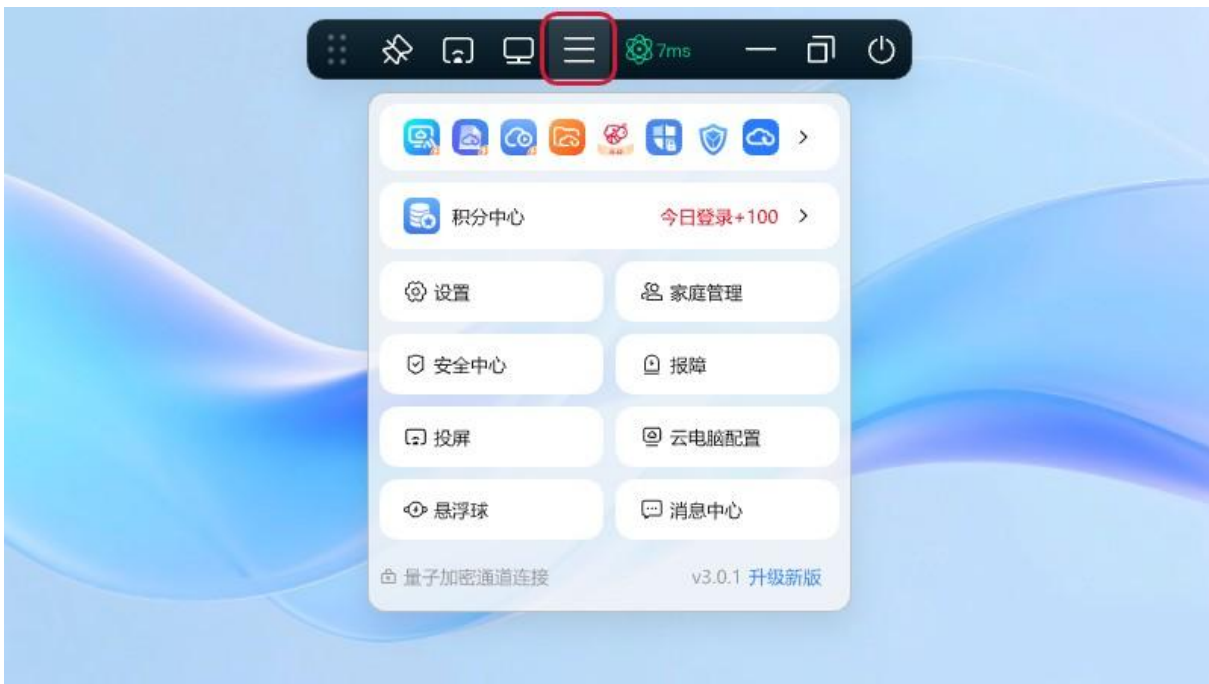 7ms
积分中心 今日登录+100
设置 家庭管理
安全中心 报障
投屏 云电脑配置
悬浮球 消息中心
量子加密通道连接 v3.0.1 升级新版